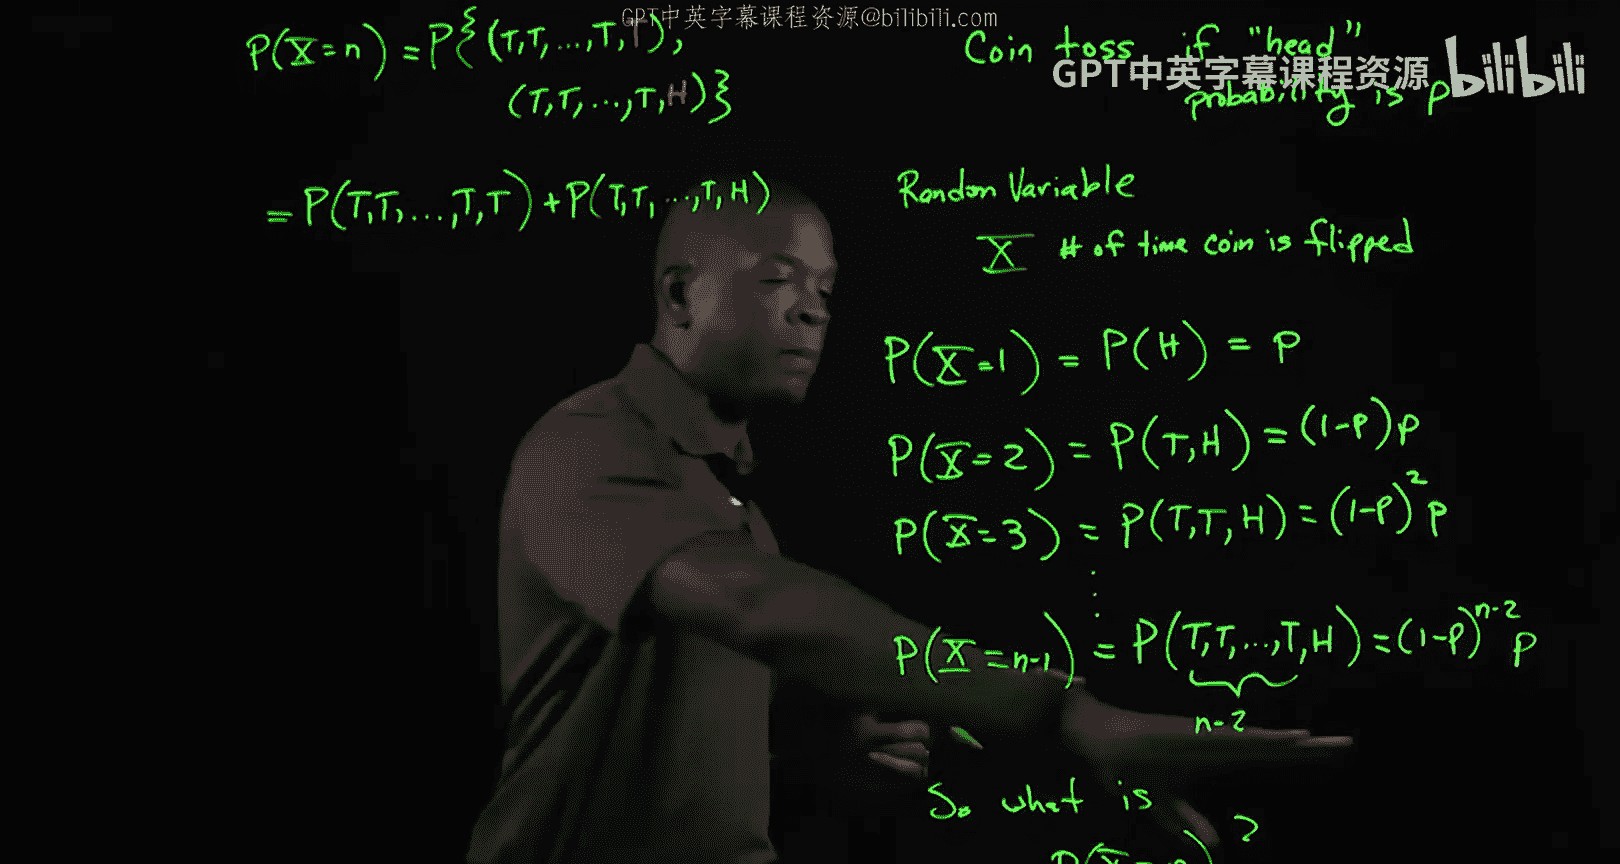 GPT中英字幕课程资源@bilibili.com
GPT中英字幕课程资源 bilibili
P(X=n) = P{(T,T,...,T,T),
(T,T,...,T,H)}
= P(T,T,...,T,T) + P(T,T,...,T,H)
Coin toss if "head"
probability is p
Random Variable
X # of time coin is flipped
P(X=1) = P(H) = p
P(X=2) = P(T,H) = (1-p)p
P(X=3) = P(T,T,H) = (1-p)²p
⋮
P(X=n-1) = P(T,T,...,T,H) = (1-p)ⁿ⁻²p
n-2
So what is
?